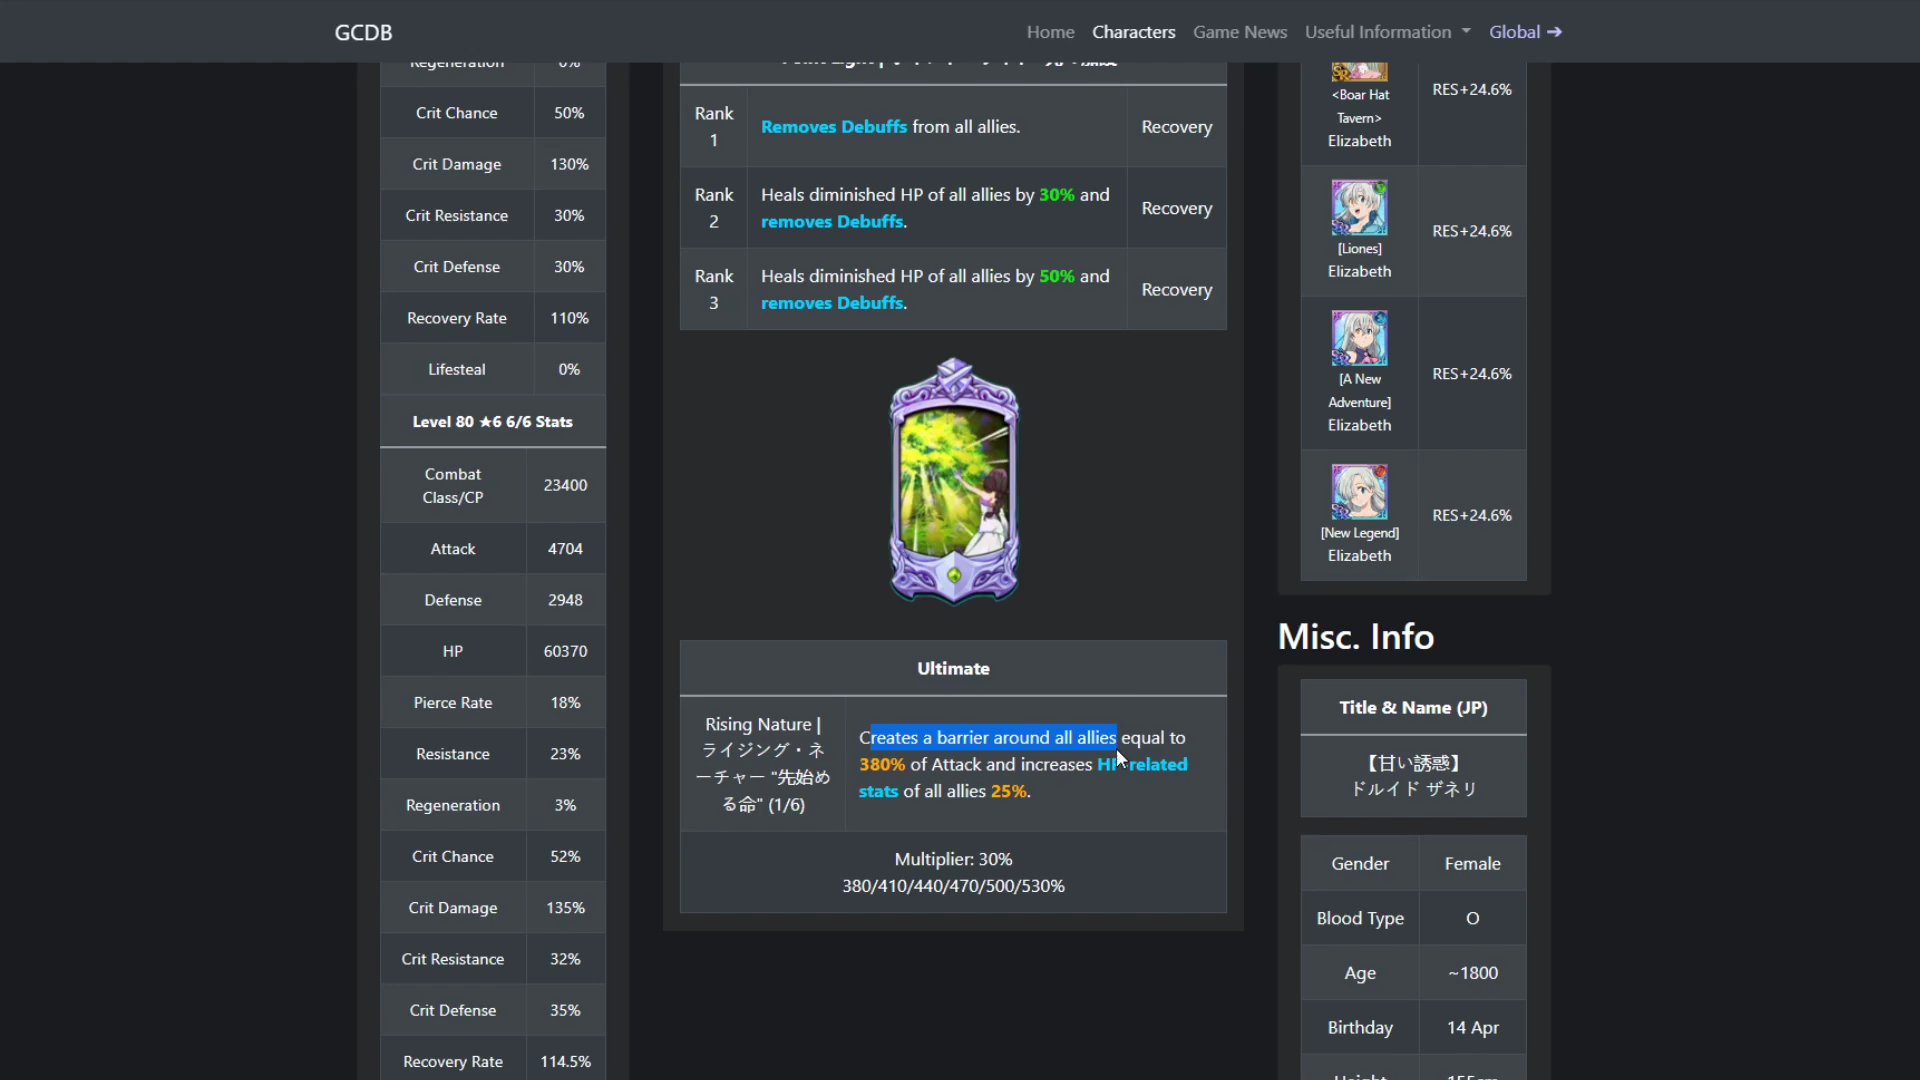 GCDB
Home
Characters
Game News
Useful Information
Global ➔
Regeneration
0%
Crit Chance
50%
Crit Damage
130%
Crit Resistance
30%
Crit Defense
30%
Recovery Rate
110%
Lifesteal
0%
Level 80 ★6 6/6 Stats
Combat
Class/CP
23400
Attack
4704
Defense
2948
HP
60370
Pierce Rate
18%
Resistance
23%
Regeneration
3%
Crit Chance
52%
Crit Damage
135%
Crit Resistance
32%
Crit Defense
35%
Recovery Rate
114.5%
Rank
1
Removes Debuffs from all allies.
Recovery
Rank
2
Heals diminished HP of all allies by 30% and
removes Debuffs.
Recovery
Rank
3
Heals diminished HP of all allies by 50% and
removes Debuffs.
Recovery
Ultimate
Rising Nature |
ライジング・ネ
ーチャー "先始め
る命" (1/6)
Creates a barrier around all allies equal to
380% of Attack and increases HP-related
stats of all allies 25%.
Multiplier: 30%
380/410/440/470/500/530%
SR
<Boar Hat
Tavern>
Elizabeth
RES+24.6%
[Liones]
Elizabeth
RES+24.6%
[A New
Adventure]
Elizabeth
RES+24.6%
[New Legend]
Elizabeth
RES+24.6%
Misc. Info
Title & Name (JP)
【甘い誘惑】
ドルイド ザネリ
Gender
Female
Blood Type
O
Age
~1800
Birthday
14 Apr
Height
155cm